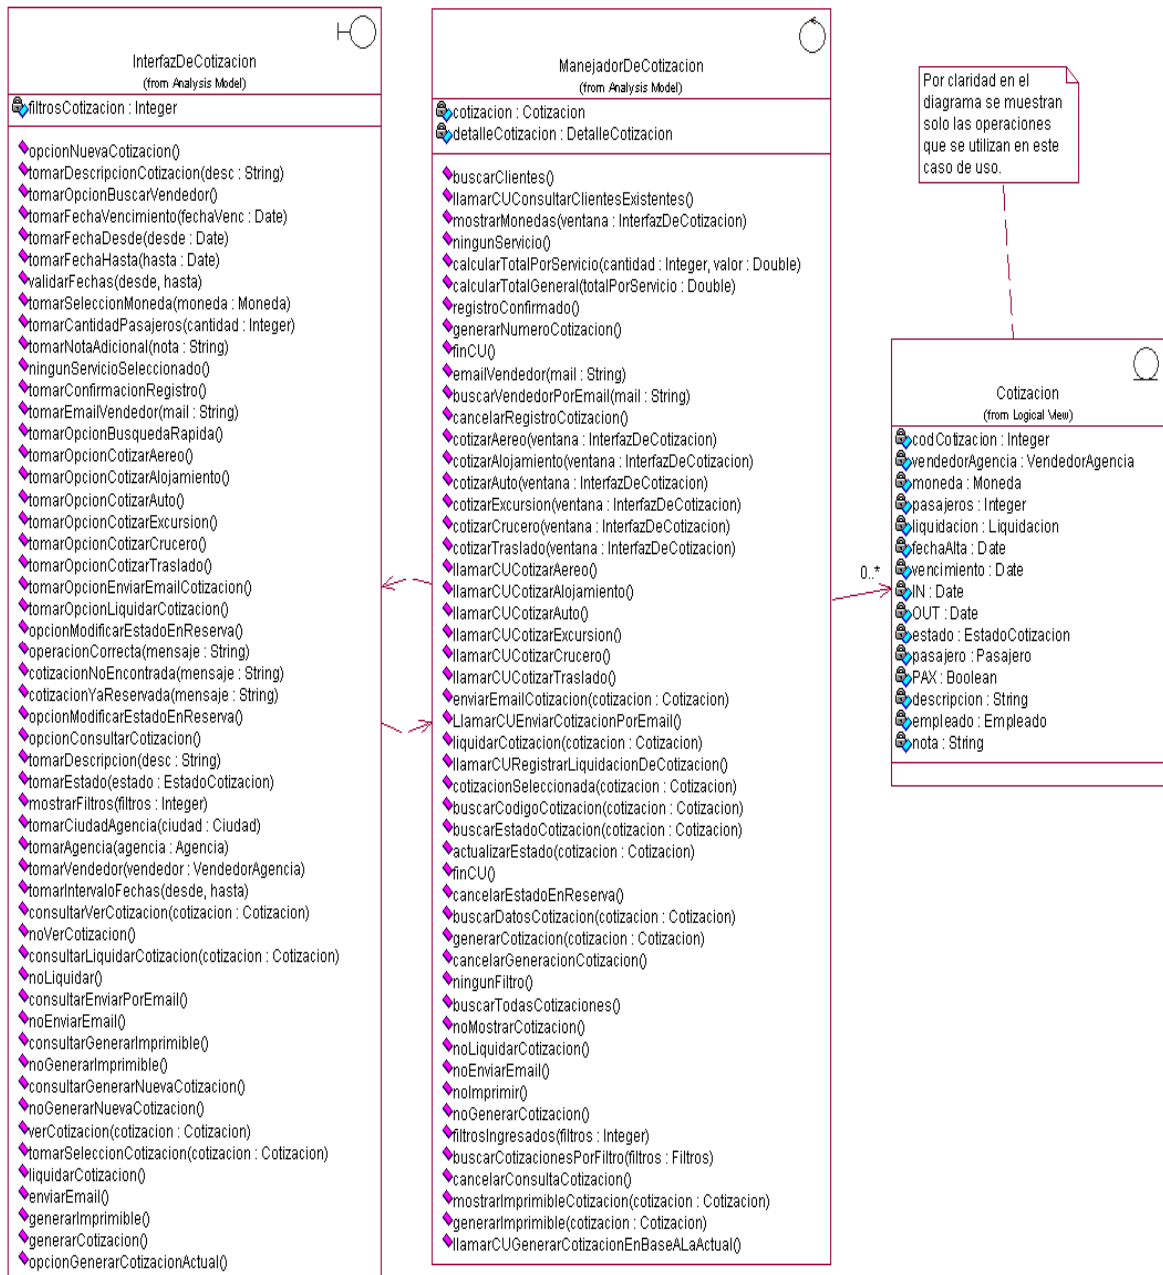 InterfazDeCotizacion
(from Analysis Model)
filtrosCotizacion : Integer
opcionNuevaCotizacion()
tomarDescripcionCotizacion(desc : String)
tomarOpcionBuscarVendedor()
tomarFechaVencimiento(fechaVenc : Date)
tomarFechaDesde(desde : Date)
tomarFechaHasta(hasta : Date)
validarFechas(desde, hasta)
tomarSeleccionMoneda(moneda : Moneda)
tomarCantidadPasajeros(cantidad : Integer)
tomarNotaAdicional(nota : String)
ningunServicioSeleccionado()
tomarConfirmacionRegistro()
tomarEmailVendedor(mail : String)
tomarOpcionBusquedaRapida()
tomarOpcionCotizarAereo()
tomarOpcionCotizarAlojamiento()
tomarOpcionCotizarAuto()
tomarOpcionCotizarExcursion()
tomarOpcionCotizarCrucero()
tomarOpcionCotizarTraslado()
tomarOpcionEnviarEmailCotizacion()
tomarOpcionLiquidarCotizacion()
opcionModificarEstadoEnReserva()
operacionCorrecta(mensaje : String)
cotizacionNoEncontrada(mensaje : String)
cotizacionYaReservada(mensaje : String)
opcionModificarEstadoEnReserva()
opcionConsultarCotizacion()
tomarDescripcion(desc : String)
tomarEstado(estado : EstadoCotizacion)
mostrarFiltros(filtros : Integer)
tomarCiudadAgencia(ciudad : Ciudad)
tomarAgencia(agencia : Agencia)
tomarVendedor(vendedor : VendedorAgencia)
tomarIntervaloFechas(desde, hasta)
consultarVerCotizacion(cotizacion : Cotizacion)
noVerCotizacion()
consultarLiquidarCotizacion(cotizacion : Cotizacion)
noLiquidar()
consultarEnviarPorEmail()
noEnviarEmail()
consultarGenerarImprimible()
noGenerarImprimible()
consultarGenerarNuevaCotizacion()
noGenerarNuevaCotizacion()
verCotizacion(cotizacion : Cotizacion)
tomarSeleccionCotizacion(cotizacion : Cotizacion)
liquidarCotizacion()
enviarEmail()
generarImprimible()
generarCotizacion()
opcionGenerarCotizacionActual()
ManejadorDeCotizacion
(from Analysis Model)
cotizacion : Cotizacion
detalleCotizacion : DetalleCotizacion
buscarClientes()
llamarCUConsultarClientesExistentes()
mostrarMonedas(ventana : InterfazDeCotizacion)
ningunServicio()
calcularTotalPorServicio(cantidad : Integer, valor : Double)
calcularTotalGeneral(totalPorServicio : Double)
registroConfirmado()
generarNumeroCotizacion()
finCU()
emailVendedor(mail : String)
buscarVendedorPorEmail(mail : String)
cancelarRegistroCotizacion()
cotizarAereo(ventana : InterfazDeCotizacion)
cotizarAlojamiento(ventana : InterfazDeCotizacion)
cotizarAuto(ventana : InterfazDeCotizacion)
cotizarExcursion(ventana : InterfazDeCotizacion)
cotizarCrucero(ventana : InterfazDeCotizacion)
cotizarTraslado(ventana : InterfazDeCotizacion)
llamarCUCotizarAereo()
llamarCUCotizarAlojamiento()
llamarCUCotizarAuto()
llamarCUCotizarExcursion()
llamarCUCotizarCrucero()
llamarCUCotizarTraslado()
enviarEmailCotizacion(cotizacion : Cotizacion)
LlamarCUEnviarCotizacionPorEmail()
liquidarCotizacion(cotizacion : Cotizacion)
llamarCURegistrarLiquidacionDeCotizacion()
cotizacionSeleccionada(cotizacion : Cotizacion)
buscarCodigoCotizacion(cotizacion : Cotizacion)
buscarEstadoCotizacion(cotizacion : Cotizacion)
actualizarEstado(cotizacion : Cotizacion)
finCU()
cancelarEstadoEnReserva()
buscarDatosCotizacion(cotizacion : Cotizacion)
generarCotizacion(cotizacion : Cotizacion)
cancelarGeneracionCotizacion()
ningunFiltro()
buscarTodasCotizaciones()
noMostrarCotizacion()
noLiquidarCotizacion()
noEnviarEmail()
noImprimir()
noGenerarCotizacion()
filtrosIngresados(filtros : Integer)
buscarCotizacionesPorFiltro(filtros : Filtros)
cancelarConsultaCotizacion()
mostrarImprimibleCotizacion(cotizacion : Cotizacion)
generarImprimible(cotizacion : Cotizacion)
llamarCUGenerarCotizacionEnBaseALaActual()
Por claridad en el
diagrama se muestran
solo las operaciones
que se utilizan en este
caso de uso.
0..*
Cotizacion
(from Logical View)
codCotizacion : Integer
vendedorAgencia : VendedorAgencia
moneda : Moneda
pasajeros : Integer
liquidacion : Liquidacion
fechaAlta : Date
vencimiento : Date
IN : Date
OUT : Date
estado : EstadoCotizacion
pasajero : Pasajero
PAX : Boolean
descripcion : String
empleado : Empleado
nota : String